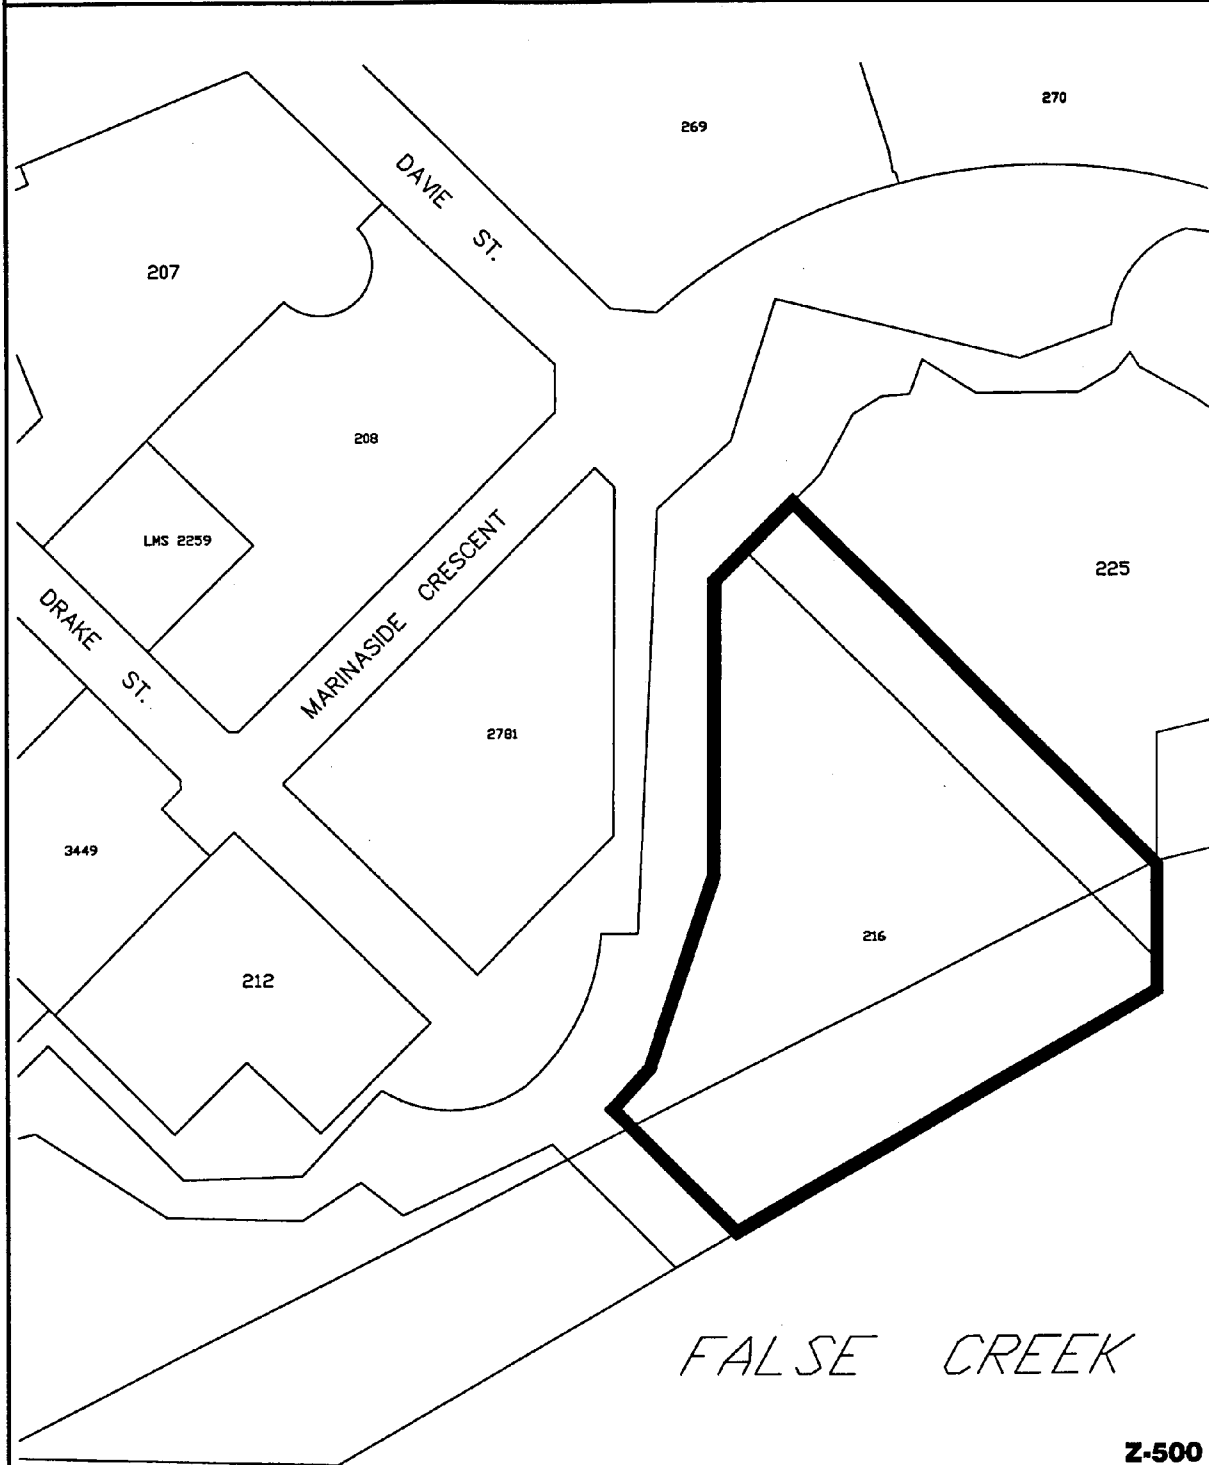 270
269
DAVIE ST.
207
208
LMS 2259
MARINASIDE CRESCENT
225
DRAKE ST.
2781
3449
216
212
FALSE CREEK
Z-500